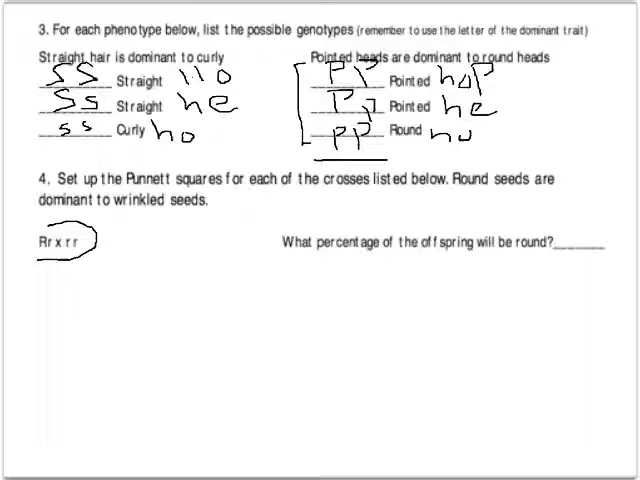 3. For each phenotype below, list the possible genotypes (remember to use the letter of the dominant trait)
Straight hair is dominant to curly Pointed heads are dominant to round heads
SS Straight ho PP Pointed hop
Ss Straight he Pp Pointed he
ss Curly ho pp Round ho
4. Set up the Punnett squares for each of the crosses listed below. Round seeds are
dominant to wrinkled seeds.
Rr x rr What percentage of the offspring will be round?